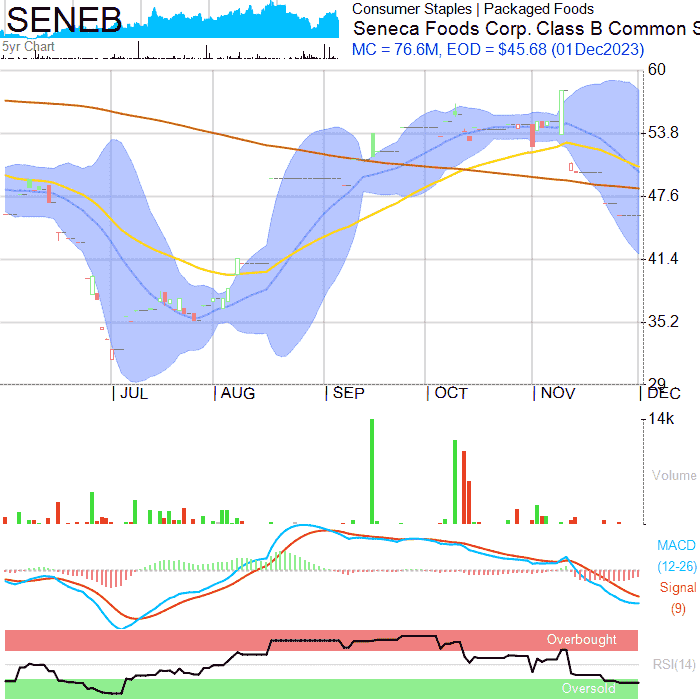 SENEB
Consumer Staples | Packaged Foods
Seneca Foods Corp. Class B Common S
MC = 76.6M, EOD = $45.68 (01Dec2023)
5yr Chart
60
53.8
47.6
41.4
35.2
29
JUL
AUG
SEP
OCT
NOV
DEC
14k
Volume
MACD
(12-26)
Signal
(9)
Overbought
RSI(14)
Oversold